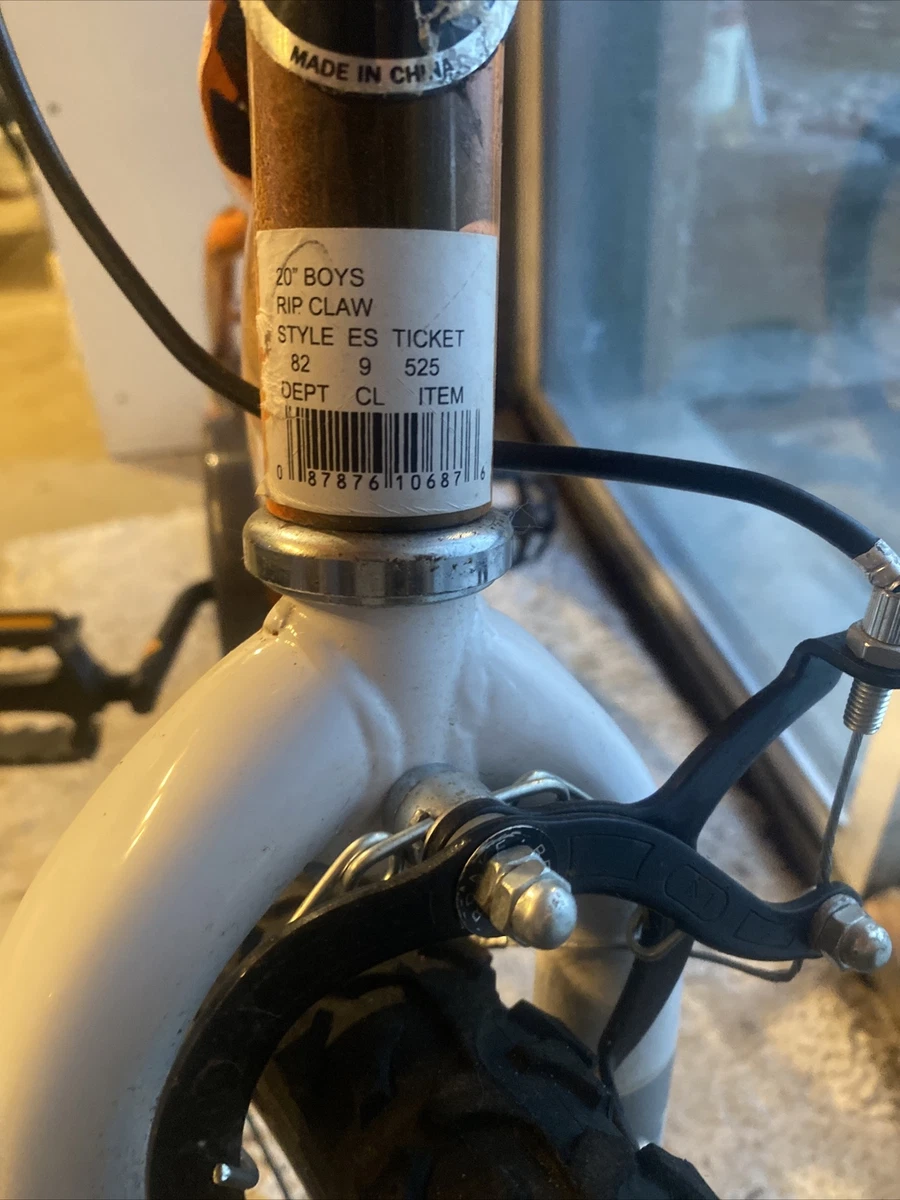 MADE IN CHINA
20" BOYS
RIP CLAW
STYLE ES TICKET
82 9 525
DEPT CL ITEM
0 87876 10687 6